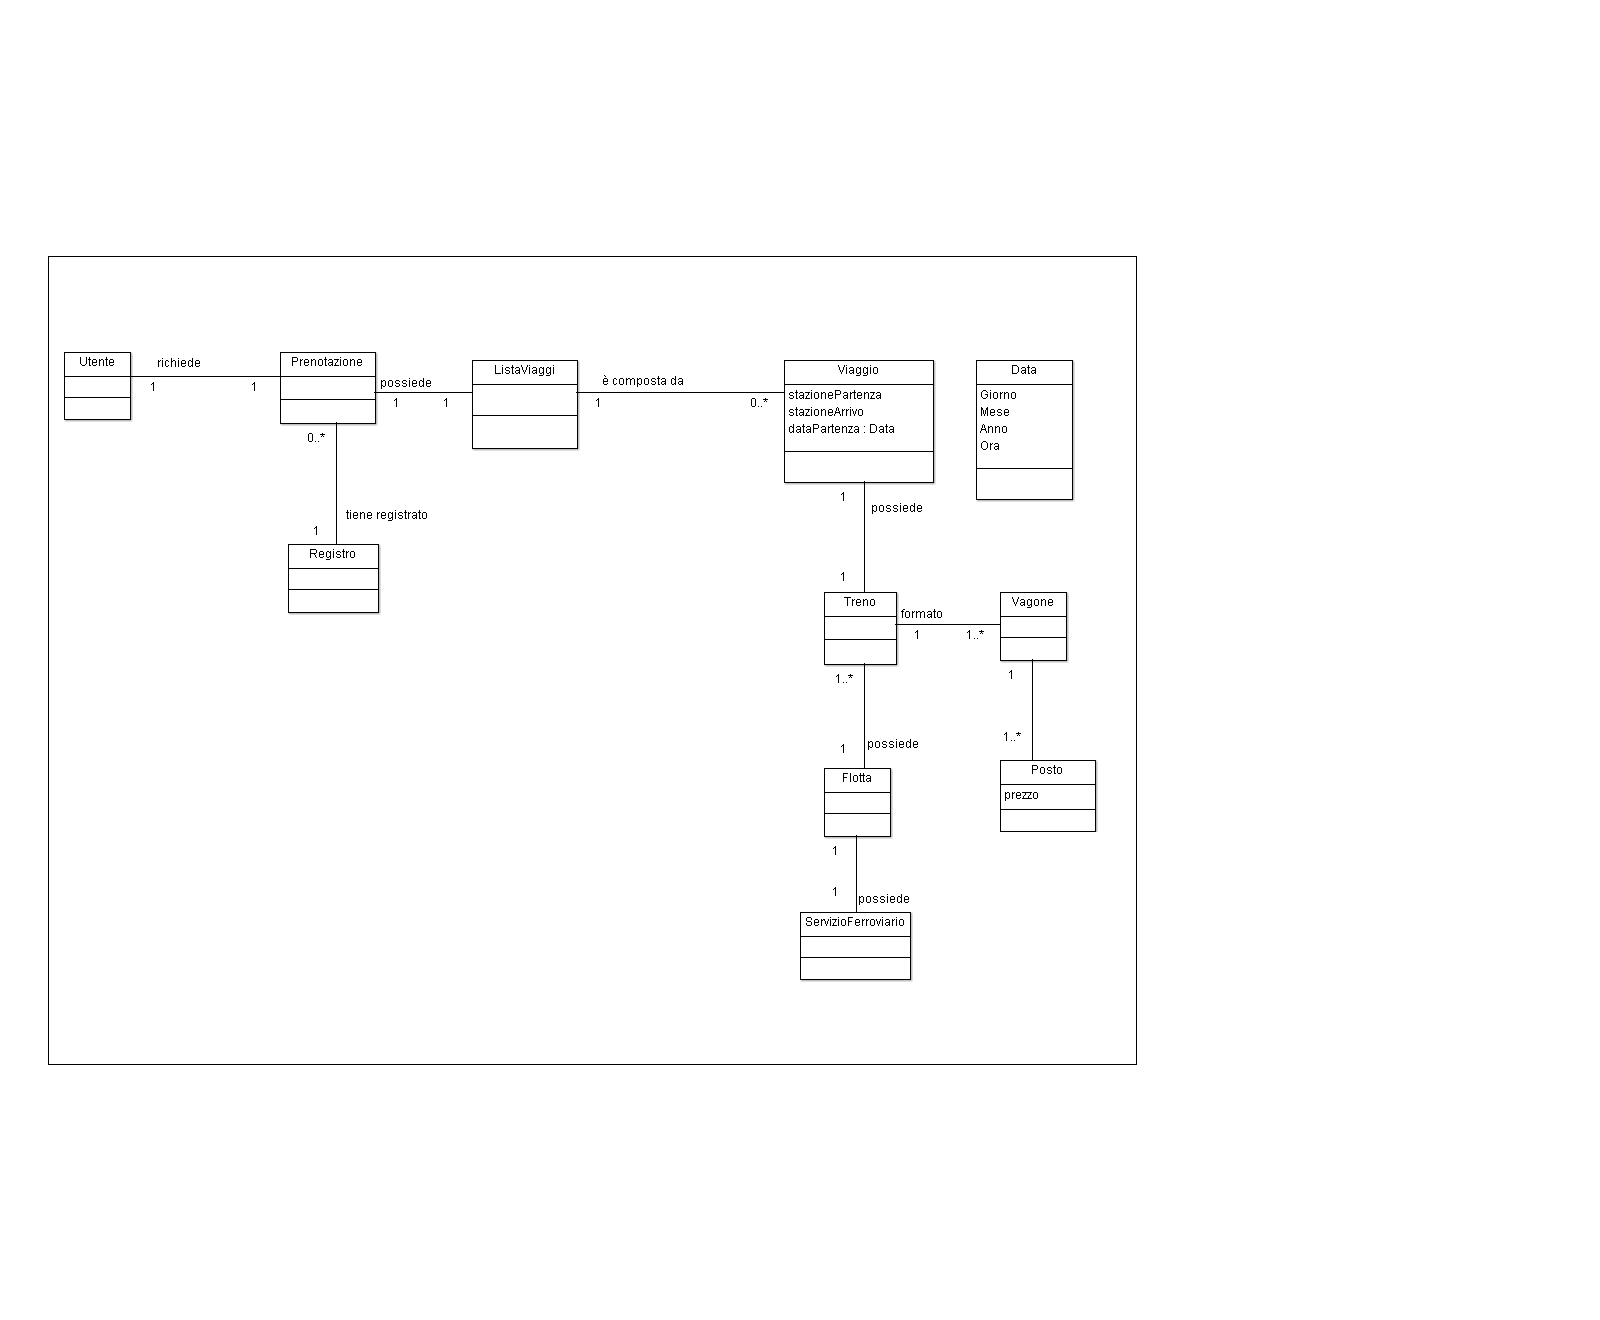 Utente
richiede
1
1
Prenotazione
possiede
1
1
ListaViaggi
è composta da
1
0..*
Viaggio
stazionePartenza
stazioneArrivo
dataPartenza : Data
Data
Giorno
Mese
Anno
Ora
0..*
tiene registrato
1
Registro
1
possiede
1
Treno
formato
1
1..*
Vagone
1
1..*
Posto
prezzo
1..*
possiede
1
Flotta
1
1
possiede
ServizioFerroviario